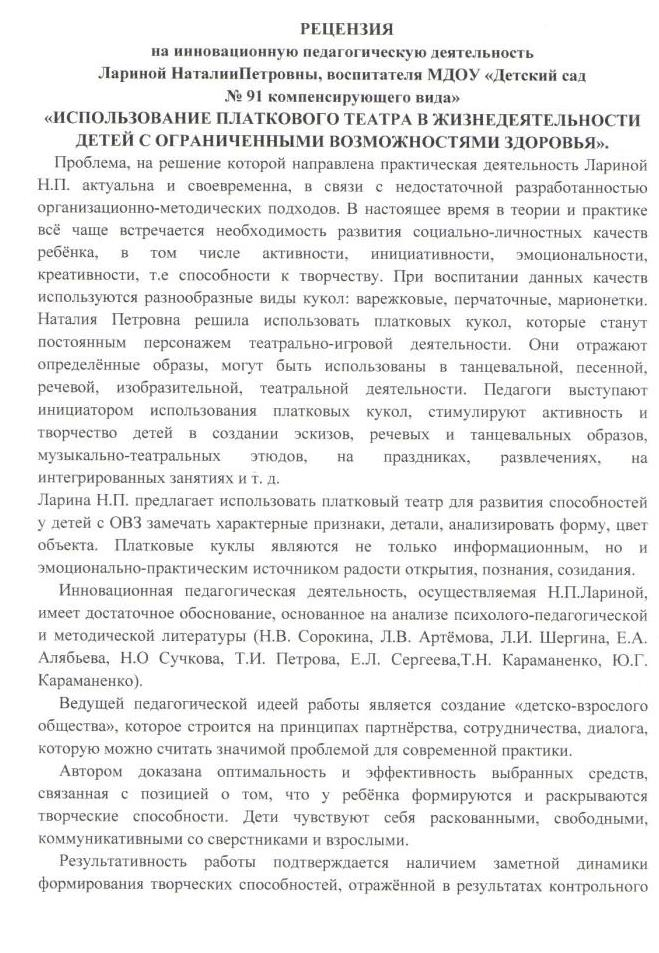 РЕЦЕНЗИЯ
на инновационную педагогическую деятельность
Лариной НаталииПетровны, воспитателя МДОУ «Детский сад
№ 91 компенсирующего вида»
«ИСПОЛЬЗОВАНИЕ ПЛАТКОВОГО ТЕАТРА В ЖИЗНЕДЕЯТЕЛЬНОСТИ
ДЕТЕЙ С ОГРАНИЧЕННЫМИ ВОЗМОЖНОСТЯМИ ЗДОРОВЬЯ».
Проблема, на решение которой направлена практическая деятельность Лариной
Н.П. актуальна и своевременна, в связи с недостаточной разработанностью
организационно-методических подходов. В настоящее время в теории и практике
всё чаще встречается необходимость развития социально-личностных качеств
ребёнка, в том числе активности, инициативности, эмоциональности,
креативности, т.е способности к творчеству. При воспитании данных качеств
используются разнообразные виды кукол: варежковые, перчаточные, марионетки.
Наталия Петровна решила использовать платковых кукол, которые станут
постоянным персонажем театрально-игровой деятельности. Они отражают
определённые образы, могут быть использованы в танцевальной, песенной,
речевой, изобразительной, театральной деятельности. Педагоги выступают
инициатором использования платковых кукол, стимулируют активность и
творчество детей в создании эскизов, речевых и танцевальных образов,
музыкально-театральных этюдов, на праздниках, развлечениях, на
интегрированных занятиях и т. д.
Ларина Н.П. предлагает использовать платковый театр для развития способностей
у детей с ОВЗ замечать характерные признаки, детали, анализировать форму, цвет
объекта. Платковые куклы являются не только информационным, но и
эмоционально-практическим источником радости открытия, познания, созидания.
Инновационная педагогическая деятельность, осуществляемая Н.П.Лариной,
имеет достаточное обоснование, основанное на анализе психолого-педагогической
и методической литературы (Н.В. Сорокина, Л.В. Артёмова, Л.И. Шергина, Е.А.
Алябьева, Н.О Сучкова, Т.И. Петрова, Е.Л. Сергеева,Т.Н. Караманенко, Ю.Г.
Караманенко).
Ведущей педагогической идеей работы является создание «детско-взрослого
общества», которое строится на принципах партнёрства, сотрудничества, диалога,
которую можно считать значимой проблемой для современной практики.
Автором доказана оптимальность и эффективность выбранных средств,
связанная с позицией о том, что у ребёнка формируются и раскрываются
творческие способности. Дети чувствуют себя раскованными, свободными,
коммуникативными со сверстниками и взрослыми.
Результативность работы подтверждается наличием заметной динамики
формирования творческих способностей, отражённой в результатах контрольного